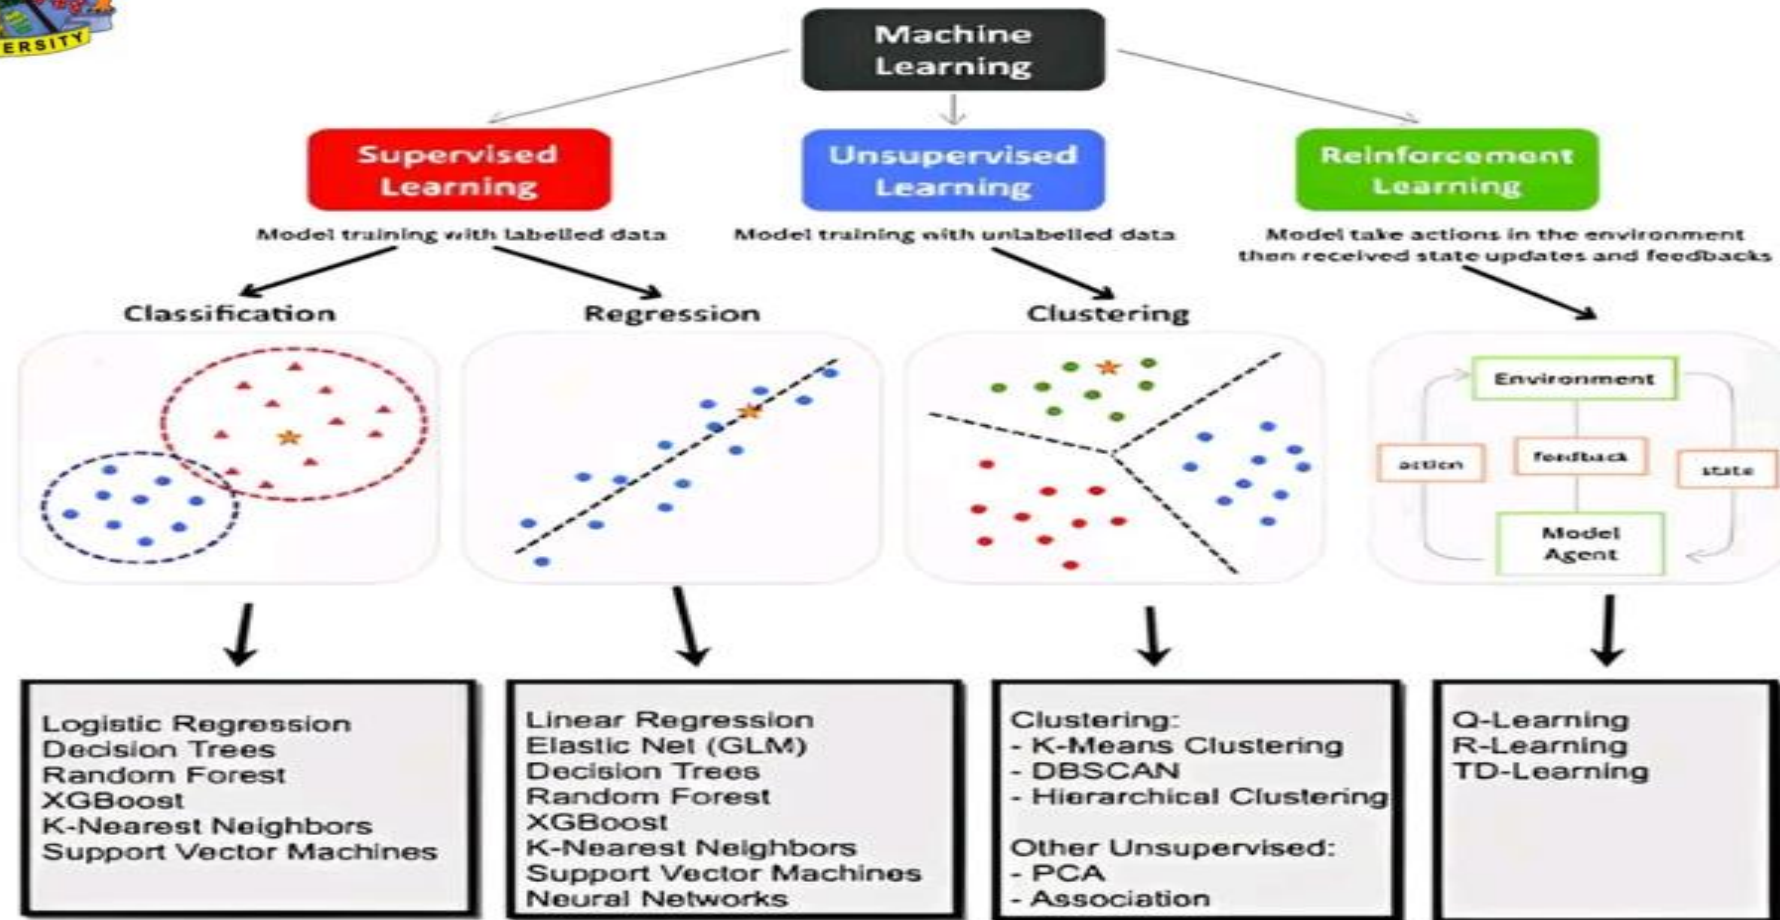 ERSITY
Machine
Learning
Supervised
Learning
Unsupervised
Learning
Reinforcement
Learning
Model training with labelled data
Model training with unlabelled data
Model take actions in the environment
then received state updates and feedbacks
Classification
Regression
Clustering
Environment
action
feedback
state
Model
Agent
Logistic Regression
Decision Trees
Random Forest
XGBoost
K-Nearest Neighbors
Support Vector Machines
Linear Regression
Elastic Net (GLM)
Decision Trees
Random Forest
XGBoost
K-Nearest Neighbors
Support Vector Machines
Neural Networks
Clustering:
- K-Means Clustering
- DBSCAN
- Hierarchical Clustering
Other Unsupervised:
- PCA
- Association
Q-Learning
R-Learning
TD-Learning